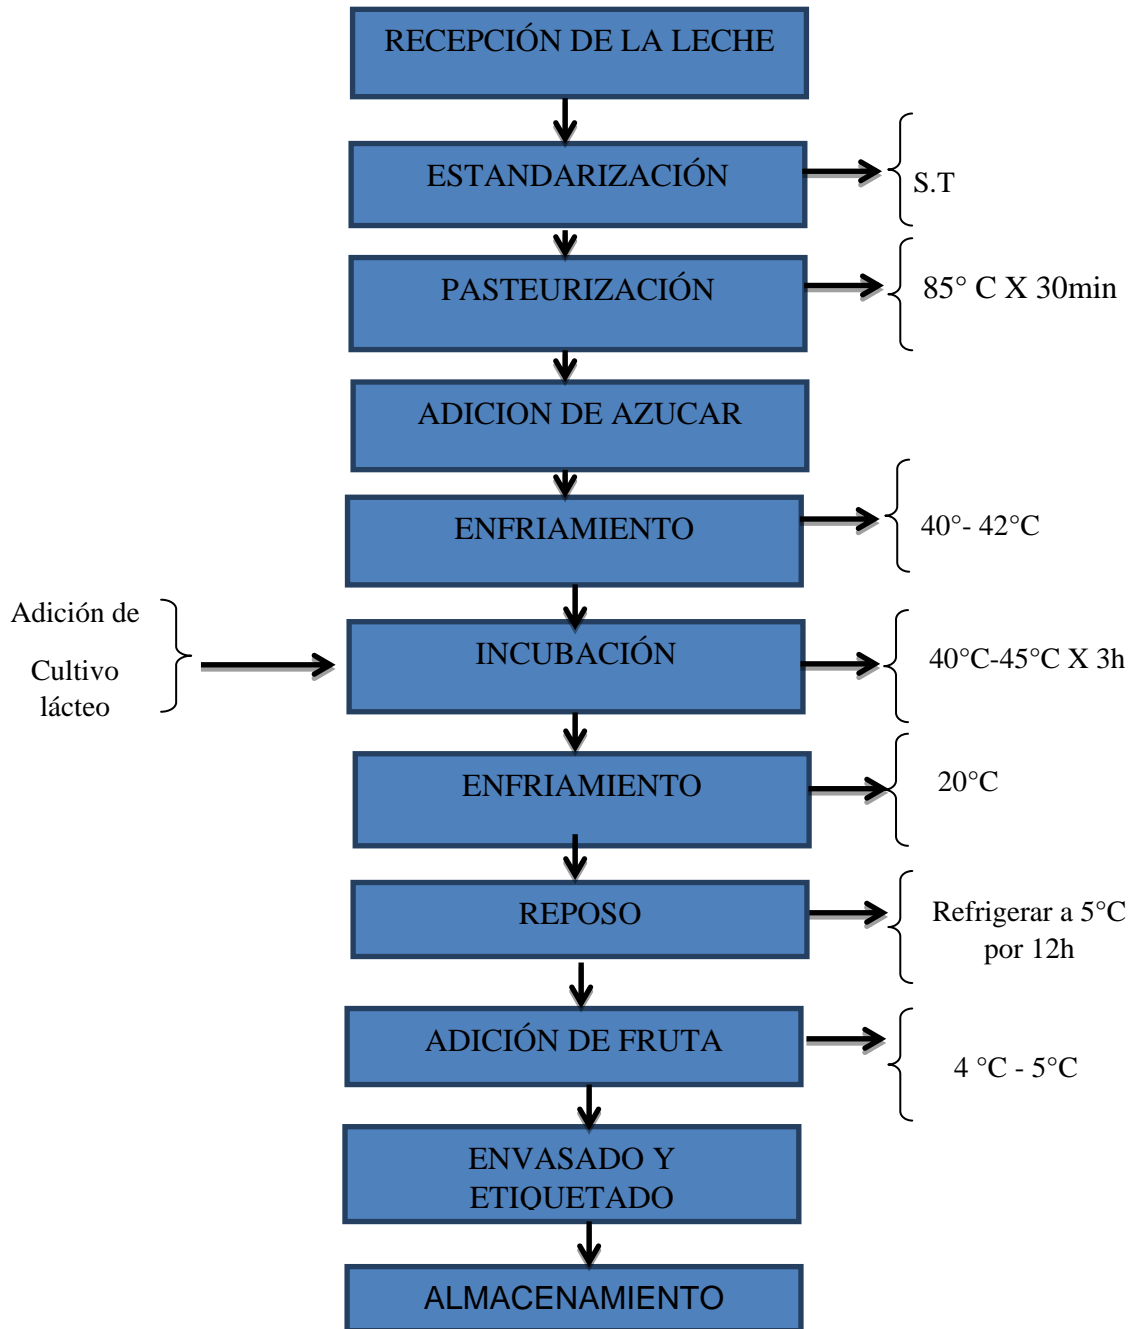 RECEPCIÓN DE LA LECHE
ESTANDARIZACIÓN
S.T
PASTEURIZACIÓN
85° C X 30min
ADICION DE AZUCAR
ENFRIAMIENTO
40°- 42°C
Adición de
Cultivo
lácteo
INCUBACIÓN
40°C-45°C X 3h
ENFRIAMIENTO
20°C
REPOSO
Refrigerar a 5°C
por 12h
ADICIÓN DE FRUTA
4 °C - 5°C
ENVASADO Y
ETIQUETADO
ALMACENAMIENTO